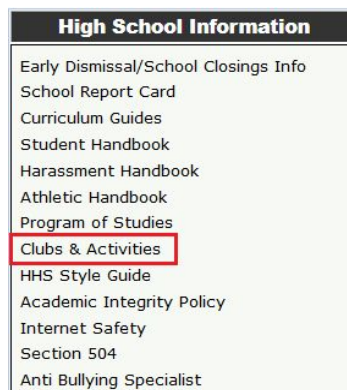 High School Information
Early Dismissal/School Closings Info
School Report Card
Curriculum Guides
Student Handbook
Harassment Handbook
Athletic Handbook
Program of Studies
Clubs & Activities
HHS Style Guide
Academic Integrity Policy
Internet Safety
Section 504
Anti Bullying Specialist